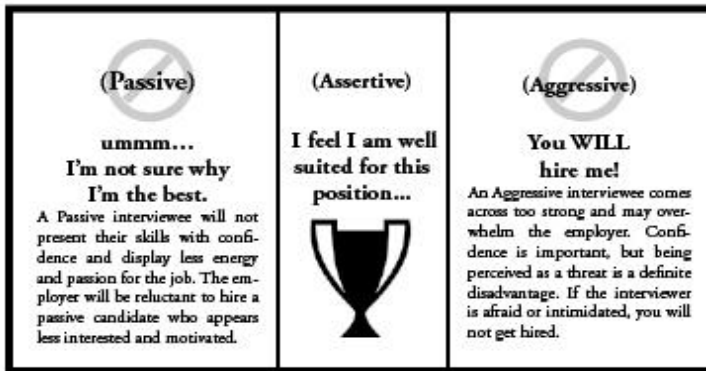 (Passive)
ummm...
I'm not sure why
I'm the best.
A Passive interviewee will not
present their skills with confi-
dence and display less energy
and passion for the job. The em-
ployer will be reluctant to hire a
passive candidate who appears
less interested and motivated.
(Assertive)
I feel I am well
suited for this
position...
(Aggressive)
You WILL
hire me!
An Aggressive interviewee comes
across too strong and may over-
whelm the employer. Confi-
dence is important, but being
perceived as a threat is a definite
disadvantage. If the interviewer
is afraid or intimidated, you will
not get hired.